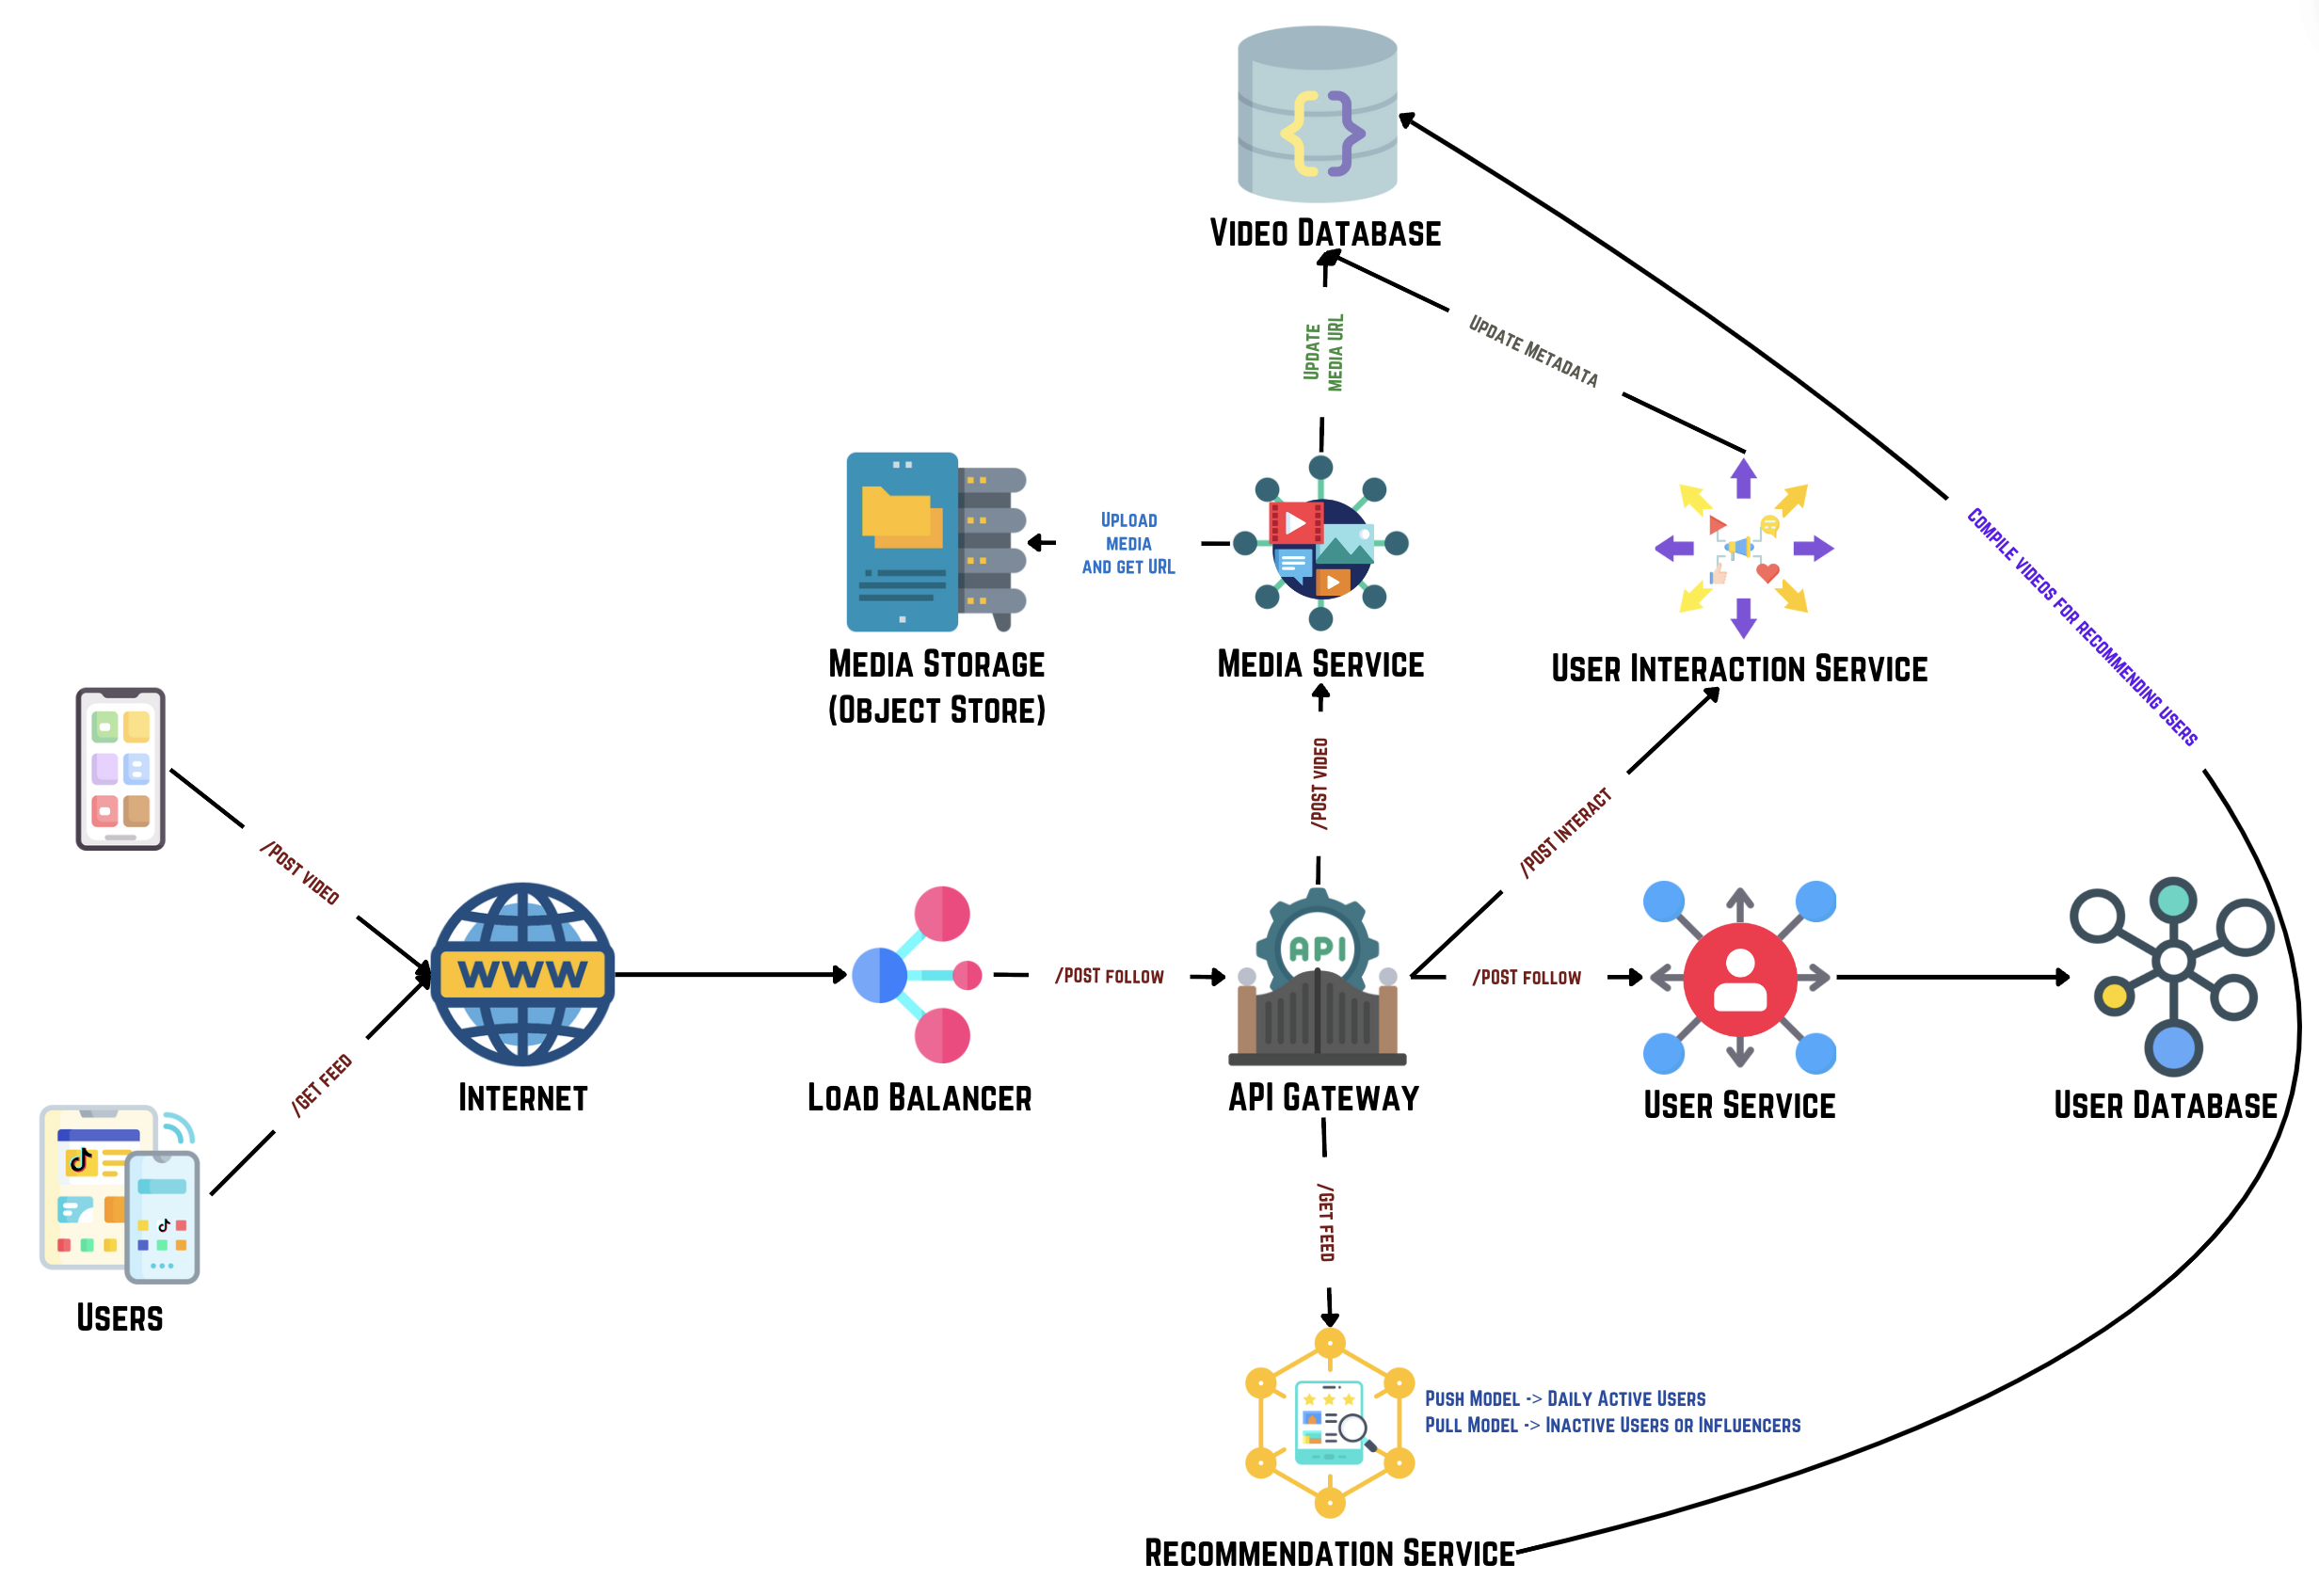 Video Database
Update
media URL
Update Metadata
Upload
media
and get URL
Media Storage
(Object Store)
Media Service
User Interaction Service
Compile videos for recommending users
/Post video
/Post video
/Post Interact
www
API
/Post follow
/Post follow
/Get feed
Internet
Load Balancer
API Gateway
User Service
User Database
/Get feed
Users
Push Model -> Daily Active Users
Pull Model -> Inactive Users or Influencers
Recommendation Service